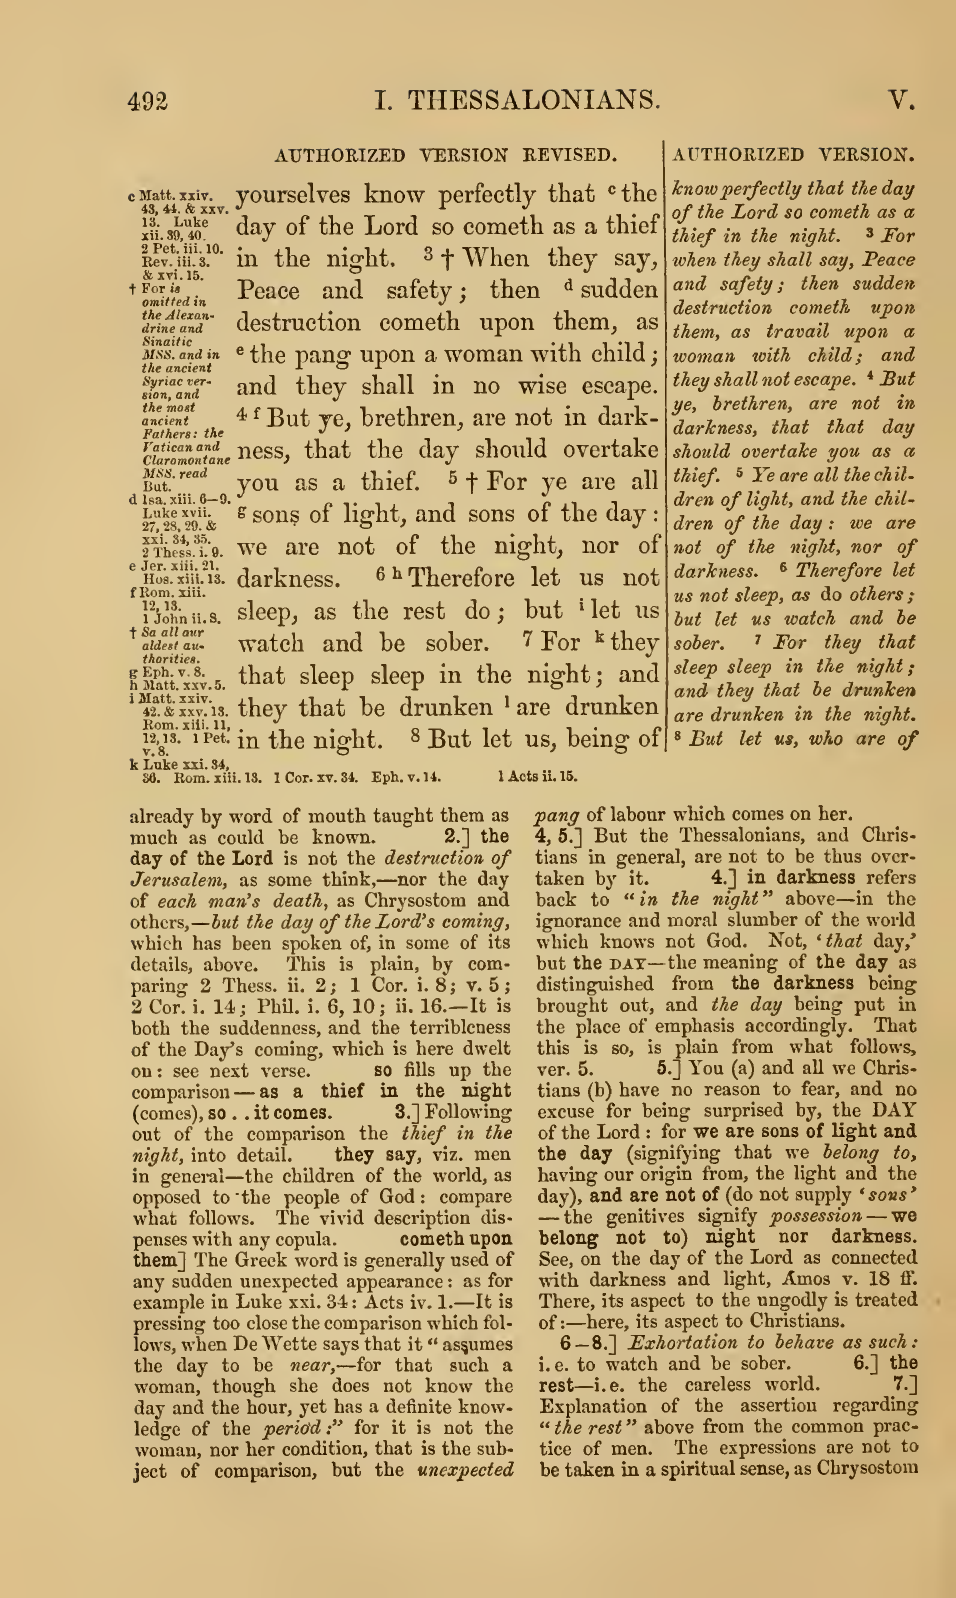 492
I. THESSALONIANS.
V.
AUTHORIZED VERSION REVISED.
c Matt. xxiv.
43, 44. & xxv.
13. Luke
xii. 39, 40.
2 Pet. iii. 10.
Rev. iii. 3.
& xvi. 15.
† For is
omitted in
the Alexan-
drine and
Sinaitic
MSS. and in
the ancient
Syriac ver-
sion, and
the most
ancient
Fathers: the
Vatican and
Claromontane
MSS. read
But.
d Isa. xiii. 6—9.
Luke xvii.
27, 28, 29. &
xxi. 34, 35.
2 Thess. i. 9.
e Jer. xiii. 21.
Hos. xiii. 13.
f Rom. xiii.
12, 13.
1 John ii. 8.
† So all our
oldest au-
thorities.
g Eph. v. 8.
h Matt. xxv. 5.
i Matt. xxiv.
42. & xxv. 13.
Rom. xiii. 11,
12, 13. 1 Pet.
v. 8.
k Luke xxi. 34,
36. Rom. xiii. 13. 1 Cor. xv. 34. Eph. v. 14. l Acts ii. 15.
yourselves know perfectly that c the
day of the Lord so cometh as a thief
in the night. 3 † When they say,
Peace and safety; then d sudden
destruction cometh upon them, as
e the pang upon a woman with child;
and they shall in no wise escape.
4 f But ye, brethren, are not in dark-
ness, that the day should overtake
you as a thief. 5 † For ye are all
g sons of light, and sons of the day:
we are not of the night, nor of
darkness. 6 h Therefore let us not
sleep, as the rest do; but i let us
watch and be sober. 7 For k they
that sleep sleep in the night; and
they that be drunken l are drunken
in the night. 8 But let us, being of
AUTHORIZED VERSION.
know perfectly that the day
of the Lord so cometh as a
thief in the night. 3 For
when they shall say, Peace
and safety; then sudden
destruction cometh upon
them, as travail upon a
woman with child; and
they shall not escape. 4 But
ye, brethren, are not in
darkness, that that day
should overtake you as a
thief. 5 Ye are all the chil-
dren of light, and the chil-
dren of the day: we are
not of the night, nor of
darkness. 6 Therefore let
us not sleep, as do others;
but let us watch and be
sober. 7 For they that
sleep sleep in the night;
and they that be drunken
are drunken in the night.
8 But let us, who are of
already by word of mouth taught them as
much as could be known. 2.] the
day of the Lord is not the destruction of
Jerusalem, as some think,—nor the day
of each man's death, as Chrysostom and
others,—but the day of the Lord's coming,
which has been spoken of, in some of its
details, above. This is plain, by com-
paring 2 Thess. ii. 2; 1 Cor. i. 8; v. 5;
2 Cor. i. 14; Phil. i. 6, 10; ii. 16.—It is
both the suddenness, and the terribleness
of the Day's coming, which is here dwelt
on: see next verse. so fills up the
comparison—as a thief in the night
(comes), so . . it comes. 3.] Following
out of the comparison the thief in the
night, into detail. they say, viz. men
in general—the children of the world, as
opposed to the people of God: compare
what follows. The vivid description dis-
penses with any copula. cometh upon
them] The Greek word is generally used of
any sudden unexpected appearance: as for
example in Luke xxi. 34: Acts iv. 1.—It is
pressing too close the comparison which fol-
lows, when De Wette says that it "assumes
the day to be near,—for that such a
woman, though she does not know the
day and the hour, yet has a definite know-
ledge of the period:" for it is not the
woman, nor her condition, that is the sub-
ject of comparison, but the unexpected
pang of labour which comes on her.
4, 5.] But the Thessalonians, and Chris-
tians in general, are not to be thus over-
taken by it. 4.] in darkness refers
back to "in the night" above—in the
ignorance and moral slumber of the world
which knows not God. Not, 'that day,'
but the DAY—the meaning of the day as
distinguished from the darkness being
brought out, and the day being put in
the place of emphasis accordingly. That
this is so, is plain from what follows,
ver. 5. 5.] You (a) and all we Chris-
tians (b) have no reason to fear, and no
excuse for being surprised by, the DAY
of the Lord: for we are sons of light and
the day (signifying that we belong to,
having our origin from, the light and the
day), and are not of (do not supply 'sons'
—the genitives signify possession—we
belong not to) night nor darkness.
See, on the day of the Lord as connected
with darkness and light, Amos v. 18 ff.
There, its aspect to the ungodly is treated
of:—here, its aspect to Christians.
6—8.] Exhortation to behave as such:
i. e. to watch and be sober. 6.] the
rest—i. e. the careless world. 7.]
Explanation of the assertion regarding
"the rest" above from the common prac-
tice of men. The expressions are not to
be taken in a spiritual sense, as Chrysostom